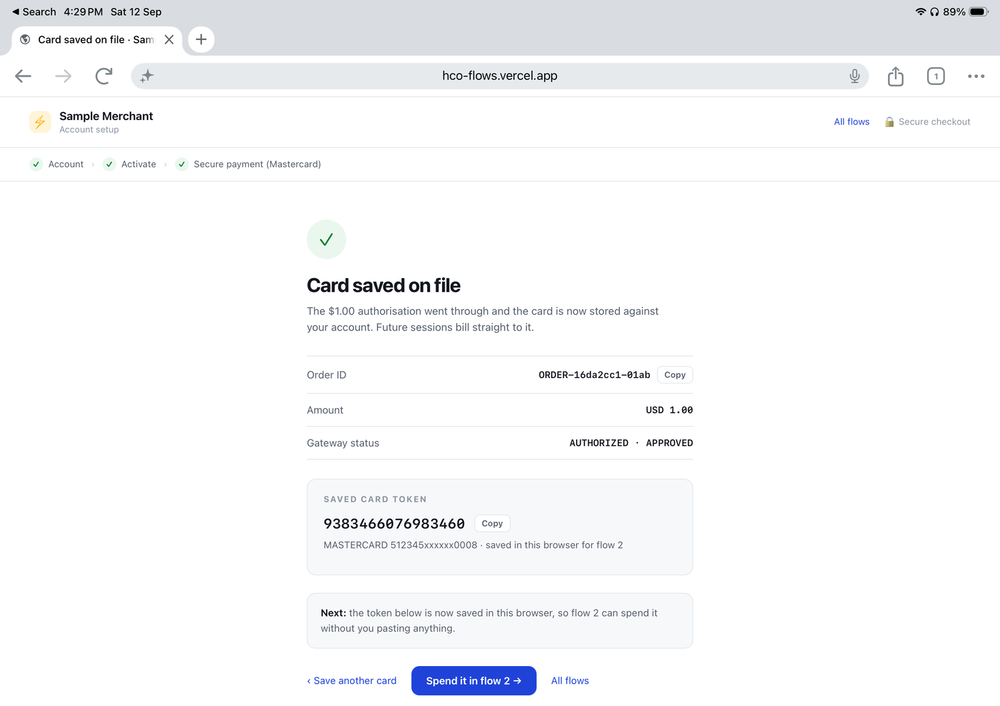 Search 4:29 PM Sat 12 Sep 89%
Card saved on file · Sam
hco-flows.vercel.app
1
Sample Merchant
Account setup
All flows Secure checkout
Account › Activate › Secure payment (Mastercard)
Card saved on file
The $1.00 authorisation went through and the card is now stored against
your account. Future sessions bill straight to it.
Order ID ORDER-16da2cc1-01ab Copy
Amount USD 1.00
Gateway status AUTHORIZED · APPROVED
SAVED CARD TOKEN
9383466076983460 Copy
MASTERCARD 512345xxxxxx0008 · saved in this browser for flow 2
Next: the token below is now saved in this browser, so flow 2 can spend it
without you pasting anything.
‹ Save another card Spend it in flow 2 → All flows